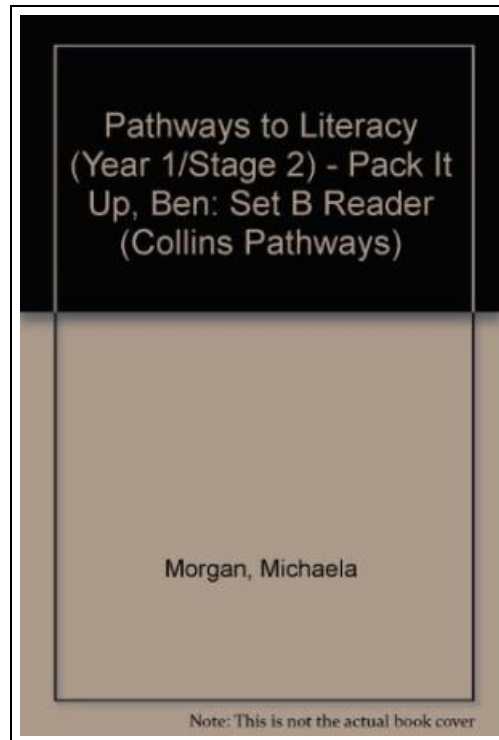 Pathways to Literacy
(Year 1/Stage 2) - Pack It
Up, Ben: Set B Reader
(Collins Pathways)
Morgan, Michaela
Note: This is not the actual book cover